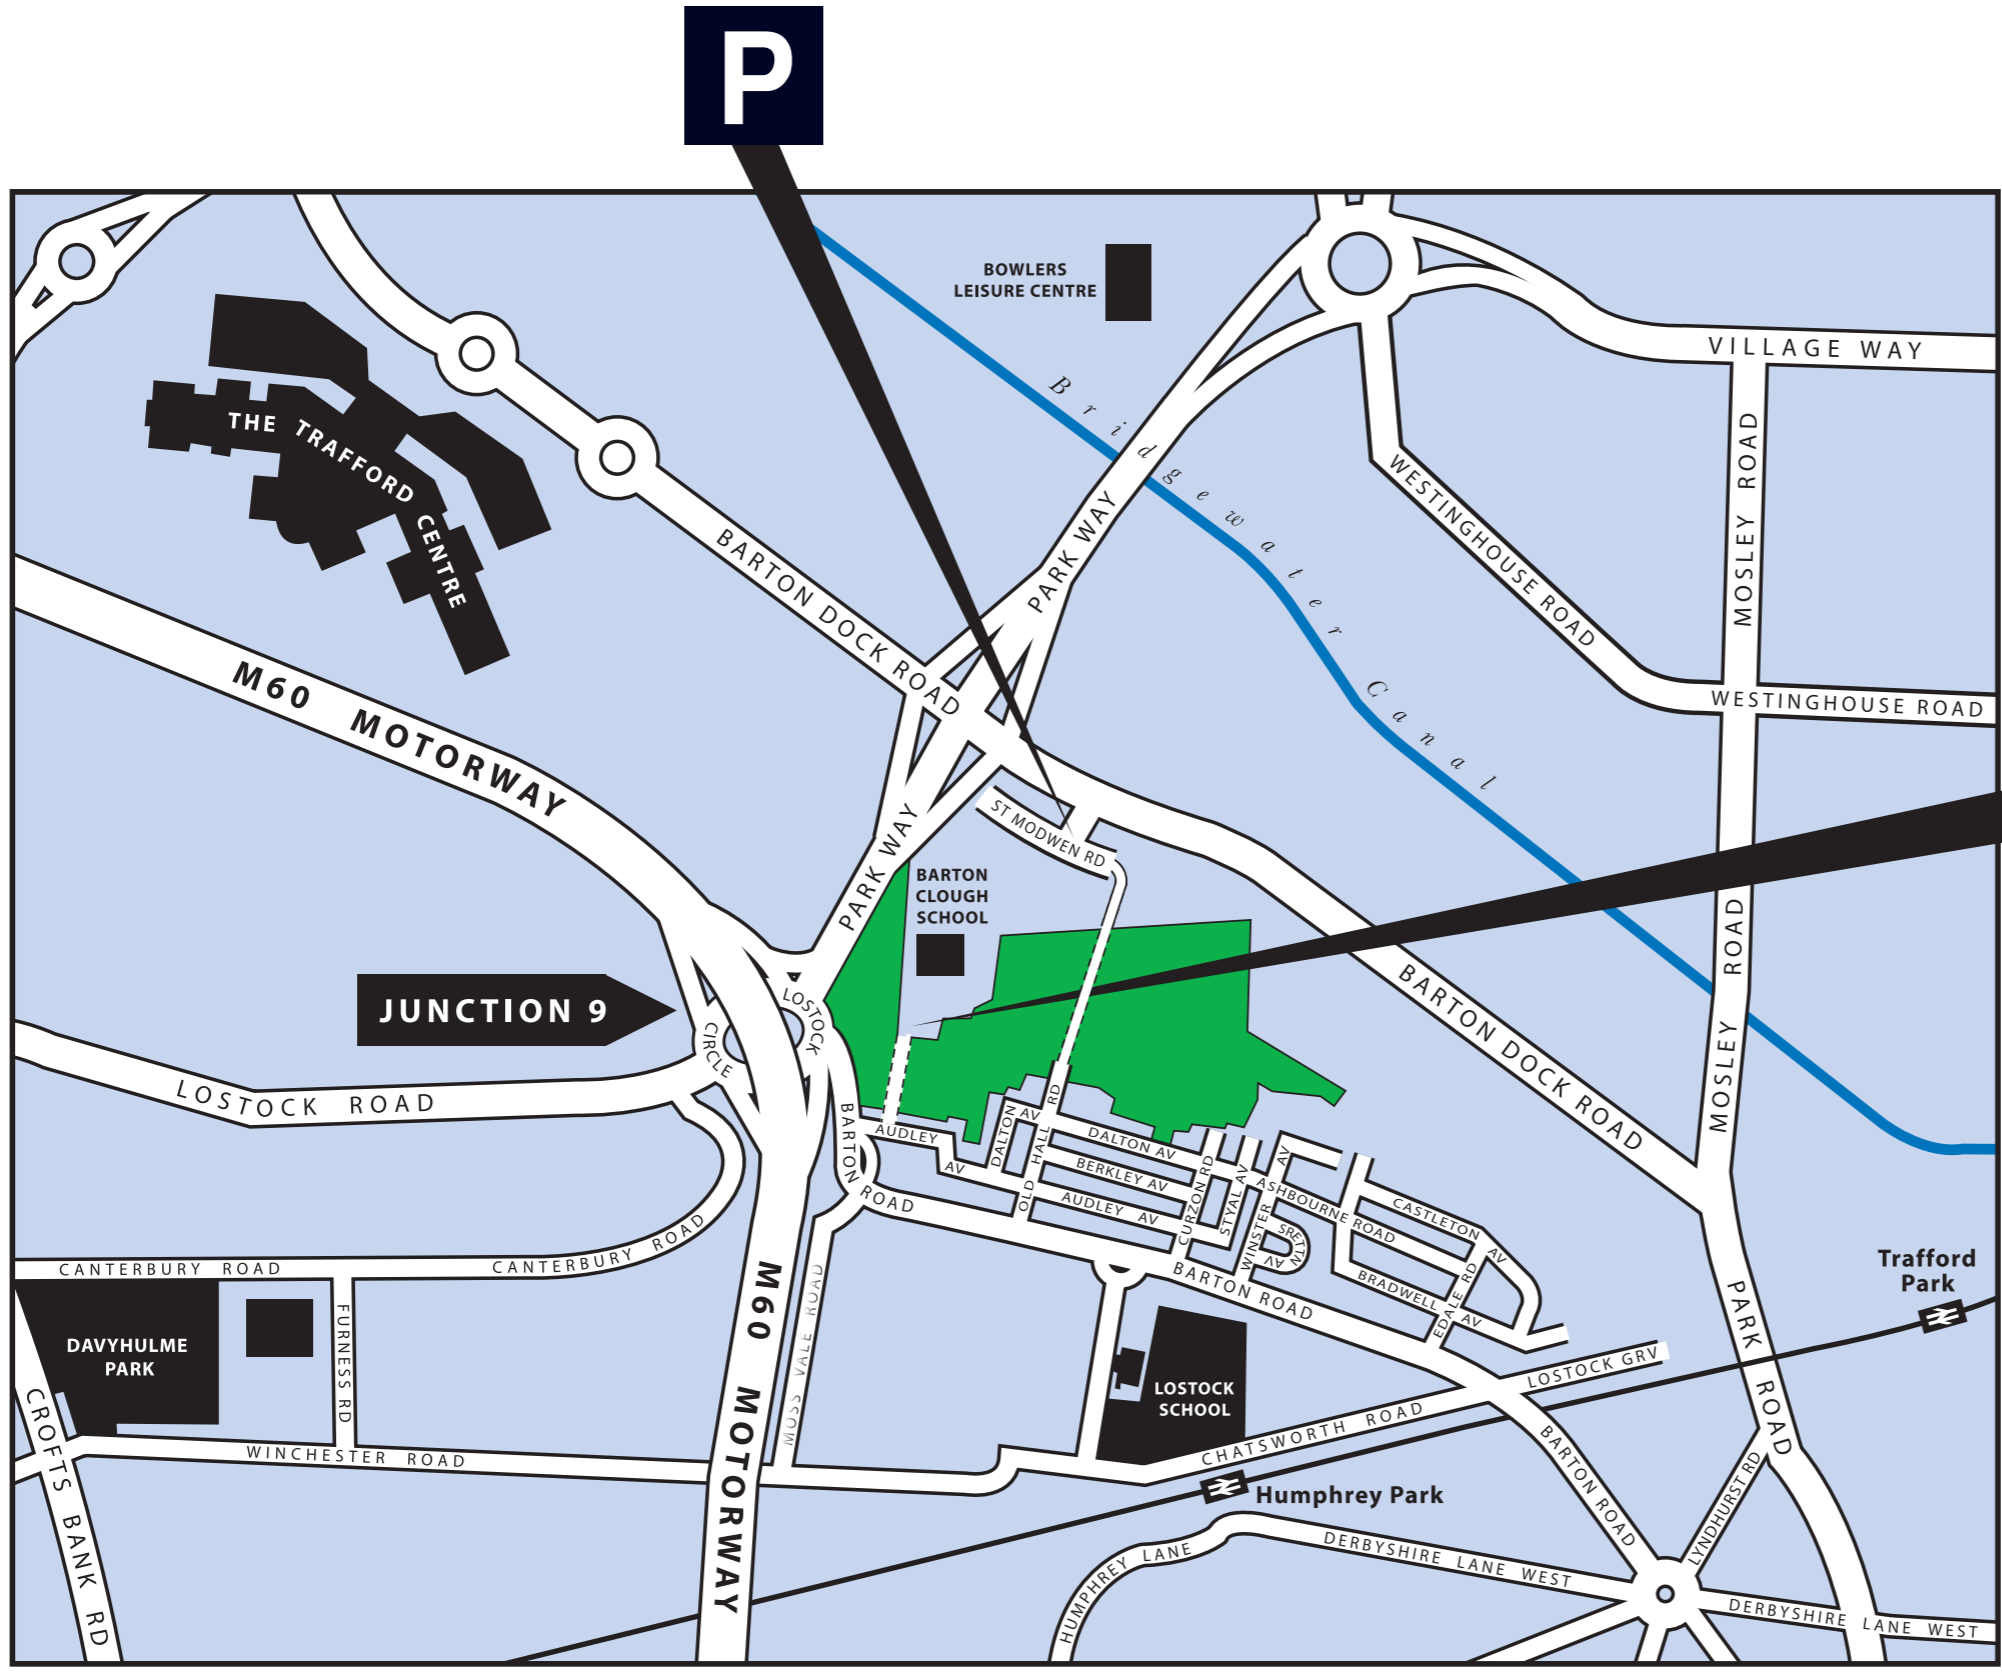 P
BOWLERS
LEISURE CENTRE
VILLAGE WAY
THE TRAFFORD CENTRE
Bridgewater Canal
PARK WAY
WESTINGHOUSE ROAD
MOSLEY ROAD
BARTON DOCK ROAD
WESTINGHOUSE ROAD
M60 MOTORWAY
ST MODWEN RD
PARK WAY
BARTON
CLOUGH
SCHOOL
MOSLEY ROAD
JUNCTION 9
LOSTOCK
CIRCLE
BARTON DOCK ROAD
MOSLEY
LOSTOCK ROAD
BARTON ROAD
AUDLEY
AV
DALTON
AV
OLD HALL RD
DALTON AV
BERKLEY AV
AUDLEY AV
CURZON RD
STYAL AV
WINSTER AV
ASHBOURNE ROAD
SRETTN
AV
CASTLETON
AV
BRADWELL AV
EDALE RD
CANTERBURY ROAD
CANTERBURY ROAD
BARTON ROAD
Trafford
Park
PARK ROAD
FURNESS RD
DAVYHULME
PARK
M60 MOTORWAY
MOSS VALE ROAD
LOSTOCK
SCHOOL
LOSTOCK GRV
CHATSWORTH ROAD
CROFTS BANK RD
WINCHESTER ROAD
BARTON ROAD
LYNDHURST RD
Humphrey Park
HUMPHREY LANE
DERBYSHIRE LANE WEST
DERBYSHIRE LANE WEST